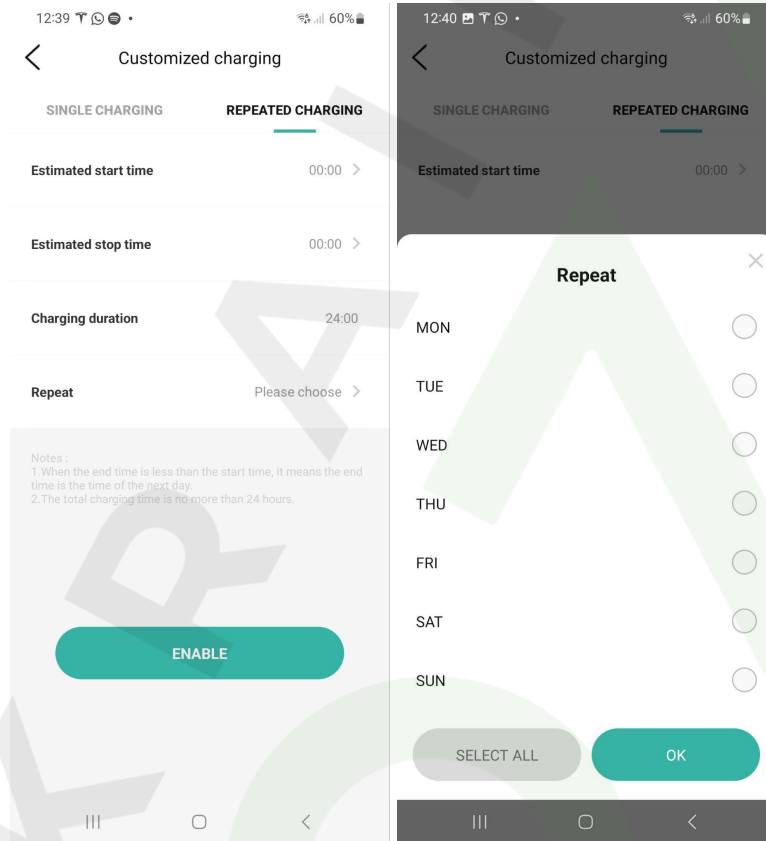 12:39
60%
Customized charging
SINGLE CHARGING REPEATED CHARGING
Estimated start time 00:00
Estimated stop time 00:00
Charging duration 24:00
Repeat Please choose
Notes :
1.When the end time is less than the start time, it means the end
time is the time of the next day.
2.The total charging time is no more than 24 hours.
ENABLE
12:40
60%
Customized charging
SINGLE CHARGING REPEATED CHARGING
Estimated start time 00:00
Repeat
MON
TUE
WED
THU
FRI
SAT
SUN
SELECT ALL OK